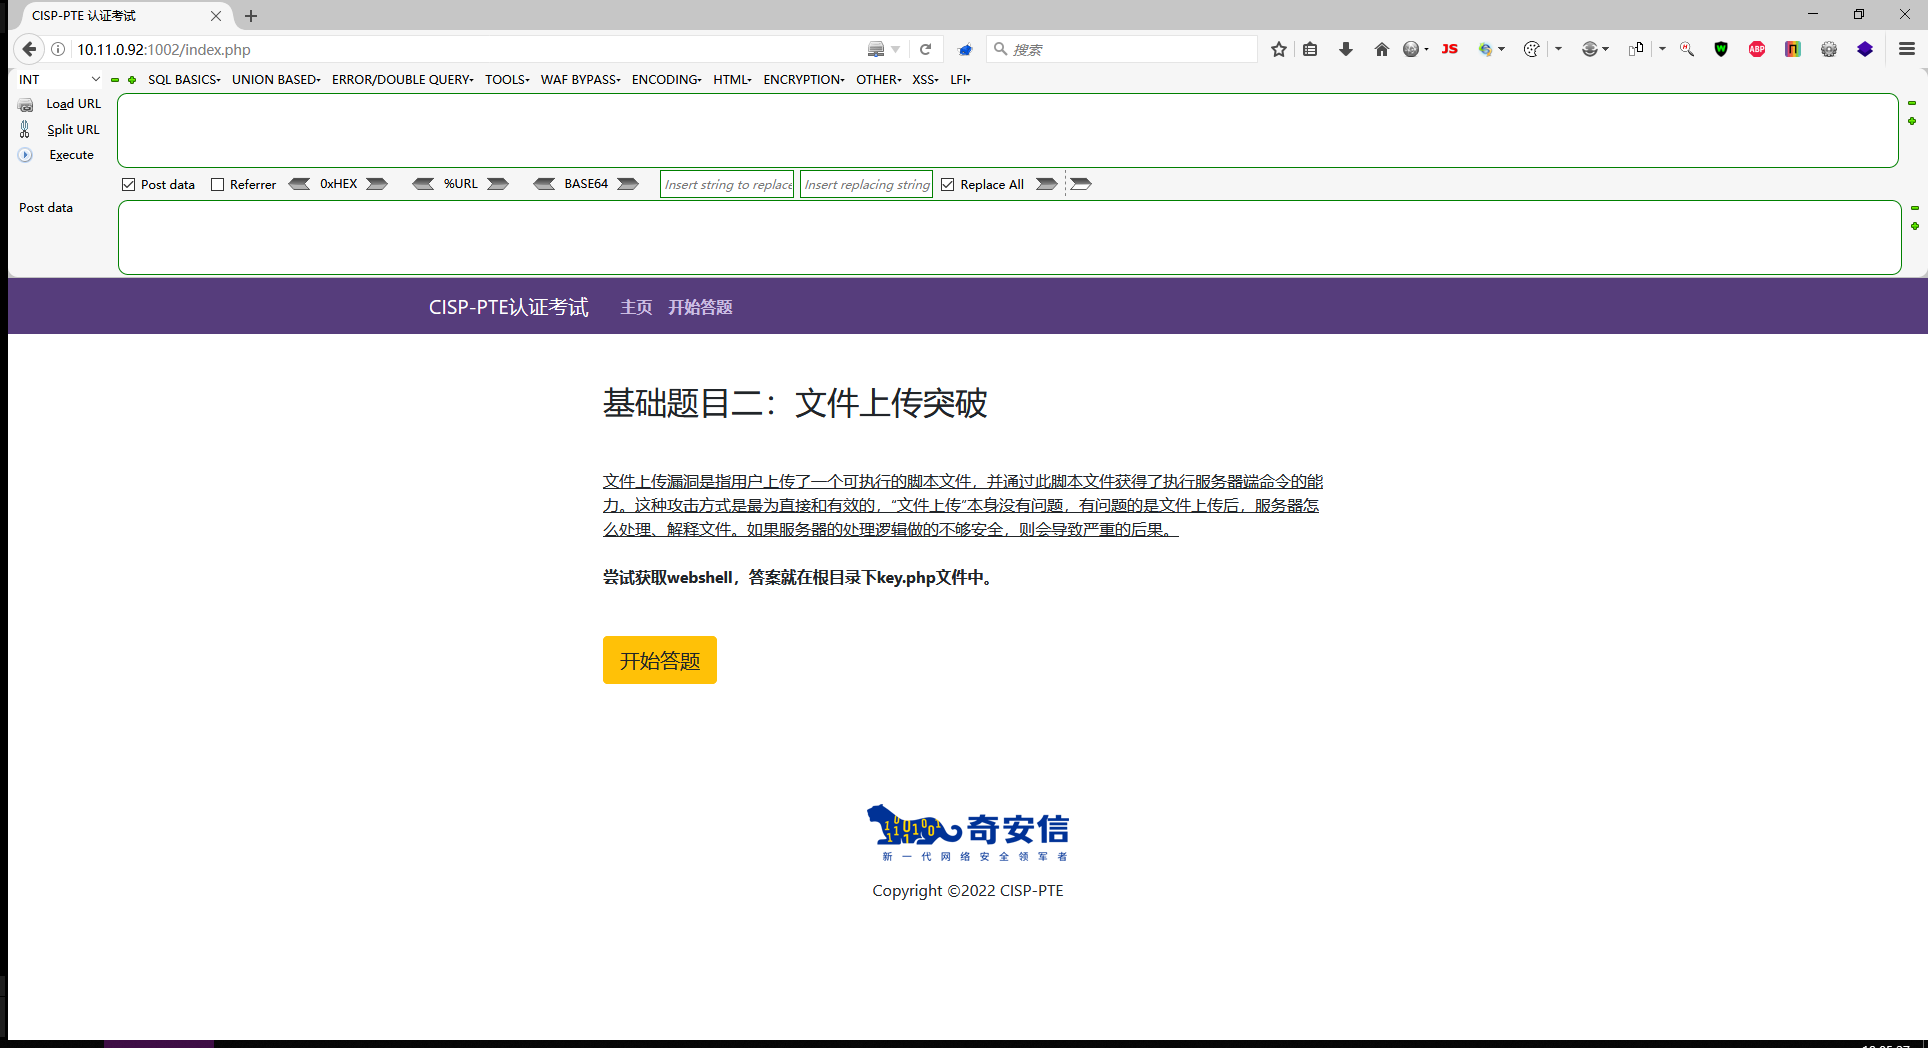 CISP-PTE 认证考试
10.11.0.92:1002/index.php
搜索
JS
ABP
INT
SQL BASICS UNION BASED ERROR/DOUBLE QUERY TOOLS WAF BYPASS ENCODING HTML ENCRYPTION OTHER XSS LFI
Load URL
Split URL
Execute
Post data Referrer 0xHEX %URL BASE64 Insert string to replace Insert replacing string Replace All
Post data
CISP-PTE认证考试 主页 开始答题
基础题目二：文件上传突破
文件上传漏洞是指用户上传了一个可执行的脚本文件，并通过此脚本文件获得了执行服务器端命令的能
力。这种攻击方式是最为直接和有效的，“文件上传”本身没有问题，有问题的是文件上传后，服务器怎
么处理、解释文件。如果服务器的处理逻辑做的不够安全，则会导致严重的后果。
尝试获取webshell，答案就在根目录下key.php文件中。
开始答题
奇安信
新一代网络安全领军者
Copyright ©2022 CISP-PTE